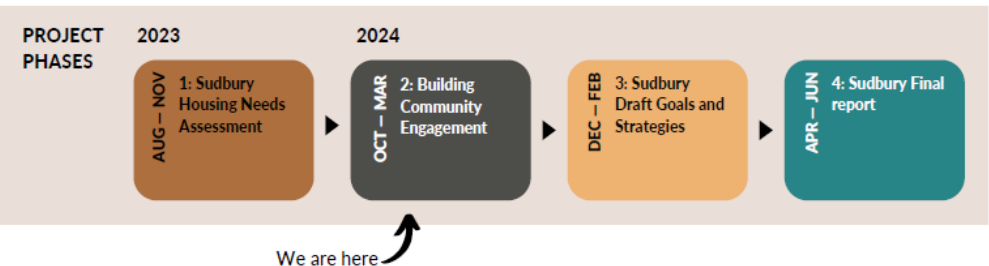 PROJECT
PHASES
2023
2024
AUG – NOV
1: Sudbury
Housing Needs
Assessment
OCT – MAR
2: Building
Community
Engagement
DEC – FEB
3: Sudbury
Draft Goals and
Strategies
APR – JUN
4: Sudbury Final
report
We are here